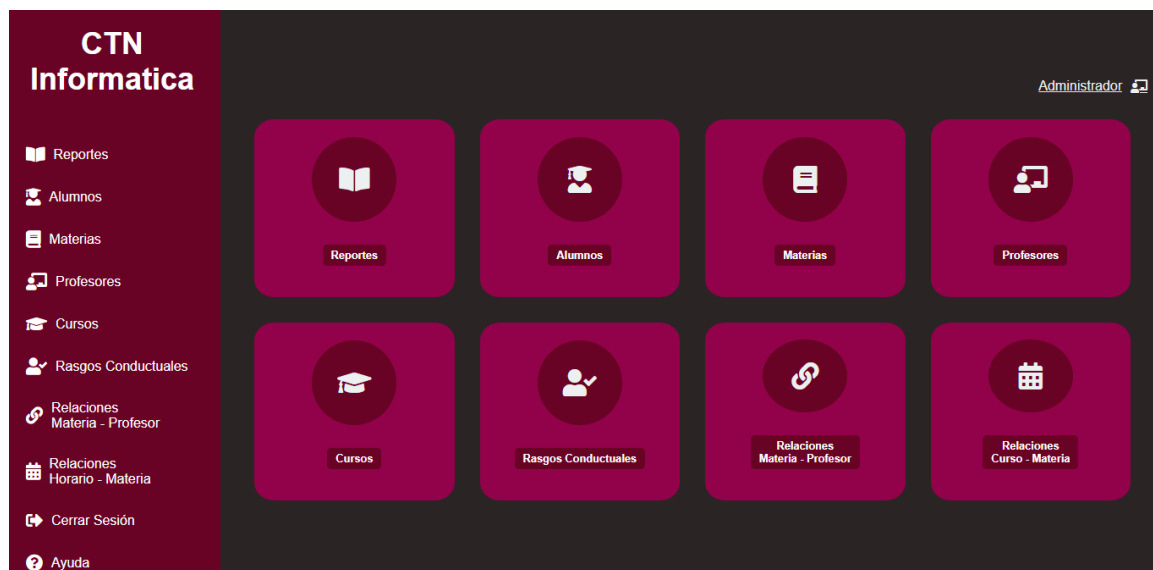 CTN
Informatica
Administrador
Reportes
Alumnos
Materias
Profesores
Cursos
Rasgos Conductuales
Relaciones
Materia - Profesor
Relaciones
Horario - Materia
Cerrar Sesión
Ayuda
Reportes
Alumnos
Materias
Profesores
Cursos
Rasgos Conductuales
Relaciones
Materia - Profesor
Relaciones
Curso - Materia